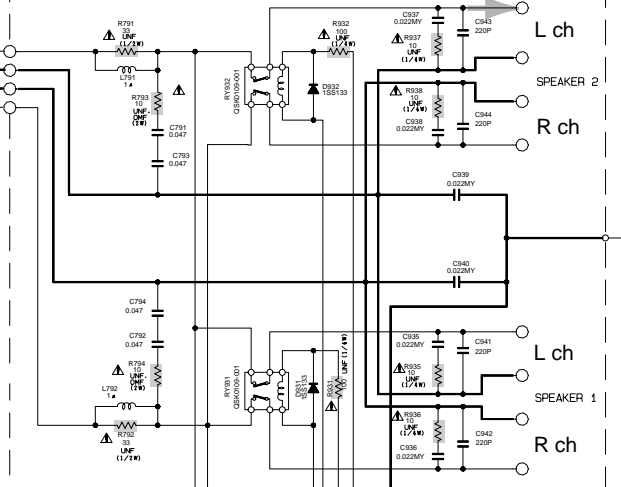 R791
33
UNF
(1/2W)
L791
1μ
R793
10
UNF.
OMF
(2W)
C791
0.047
C793
0.047
RY932
QSK0109-001
R932
100
UNF
(1/4W)
D932
1SS133
C937
0.022MY
R937
10
UNF
(1/4W)
C943
220P
L ch
SPEAKER 2
R938
10
UNF
(1/4W)
C938
0.022MY
C944
220P
R ch
C939
0.022MY
C940
0.022MY
C794
0.047
C792
0.047
R794
10
UNF.
OMF
(2W)
L792
1μ
R792
33
UNF
(1/2W)
RY931
QSK0109-001
D931
1SS133
R931
100
UNF(1/4W)
C935
0.022MY
R935
10
UNF
(1/4W)
C941
220P
L ch
SPEAKER 1
R936
10
UNF
(1/4W)
C936
0.022MY
C942
220P
R ch